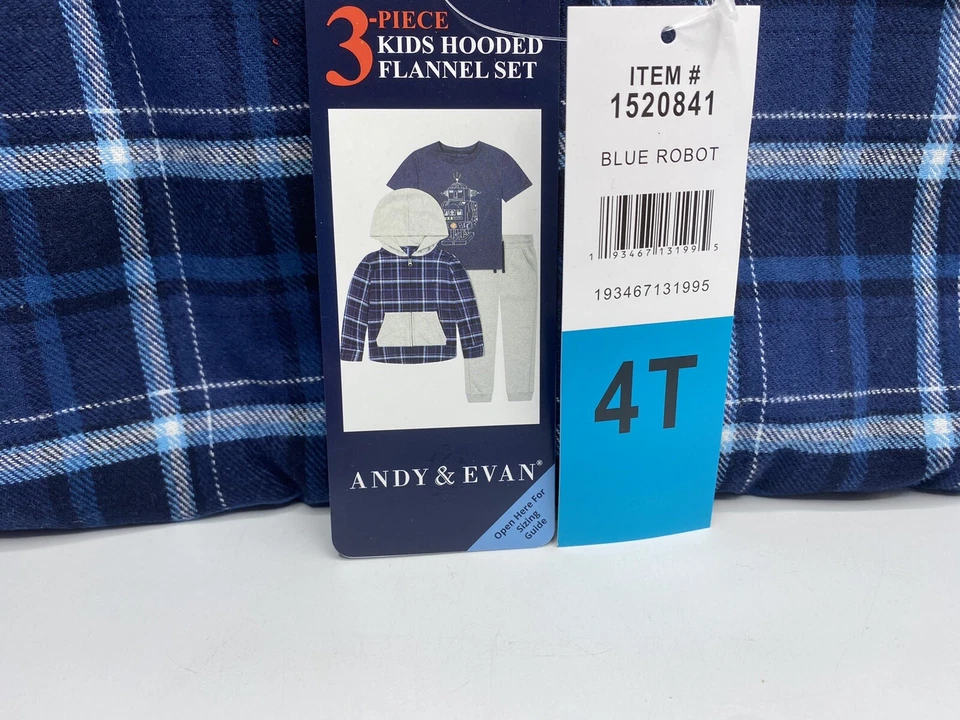 3-PIECE
KIDS HOODED
FLANNEL SET
ANDY & EVAN®
Open Here For
Sizing
Guide
ITEM #
1520841
BLUE ROBOT
1 93467 13199 5
193467131995
4T